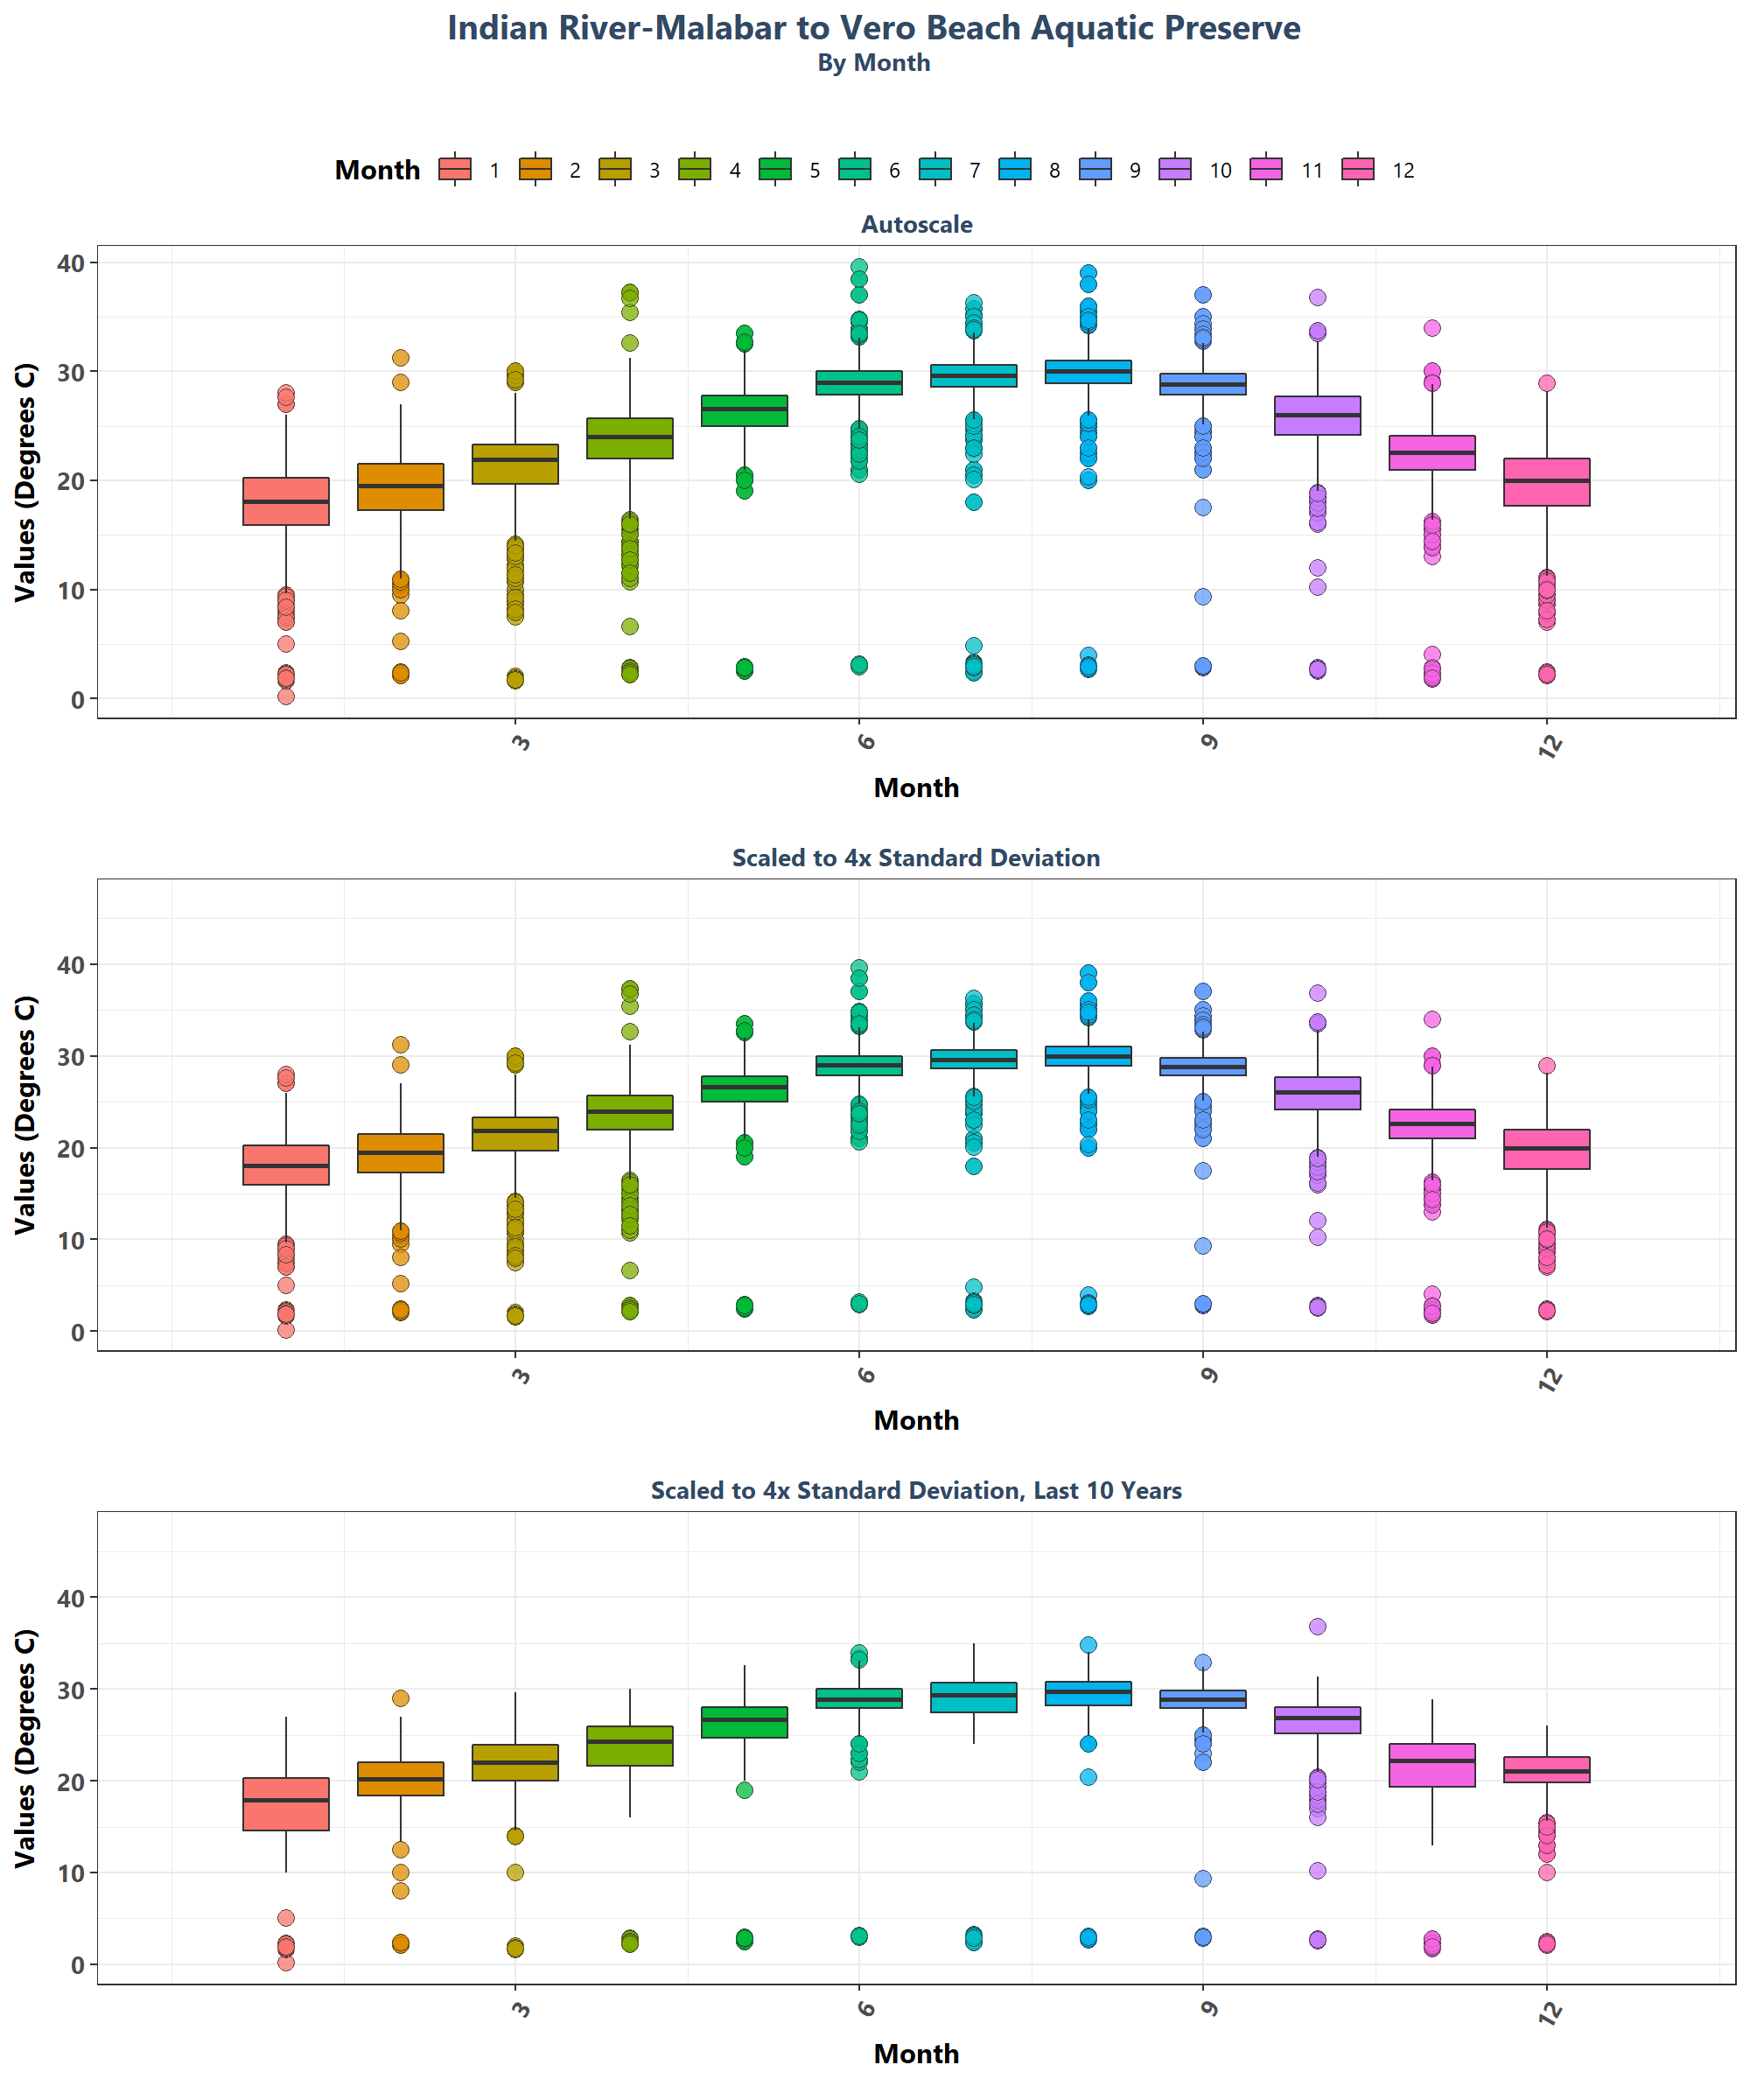 Indian River-Malabar to Vero Beach Aquatic Preserve
By Month
Month 1 2 3 4 5 6 7 8 9 10 11 12
Autoscale
Values (Degrees C)
40
30
20
10
0
3 6 9 12
Month
Scaled to 4x Standard Deviation
Values (Degrees C)
40
30
20
10
0
3 6 9 12
Month
Scaled to 4x Standard Deviation, Last 10 Years
Values (Degrees C)
40
30
20
10
0
3 6 9 12
Month